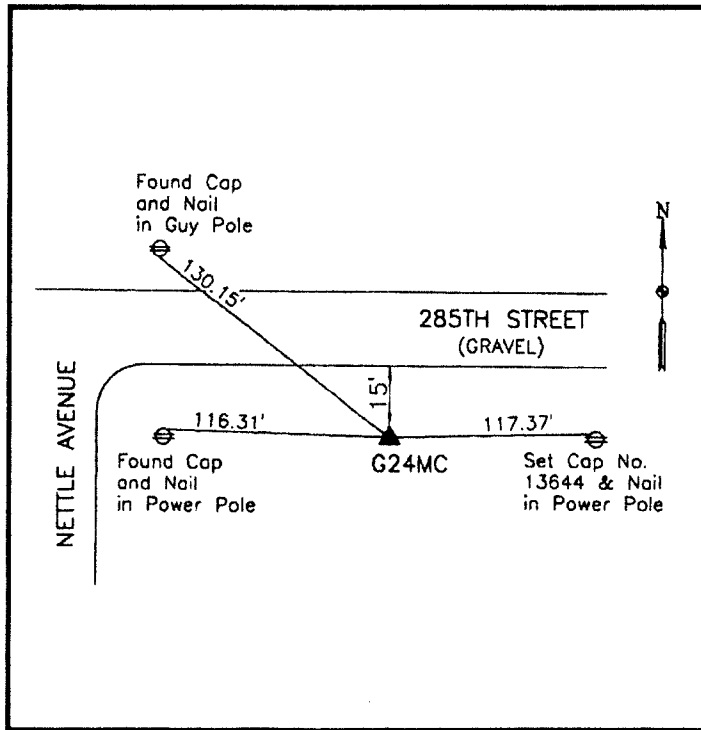 Found Cap
and Nail
in Guy Pole
130.15'
N
285TH STREET
(GRAVEL)
NETTLE AVENUE
15'
116.31'
117.37'
G24MC
Found Cap
and Nail
in Power Pole
Set Cap No.
13644 & Nail
in Power Pole